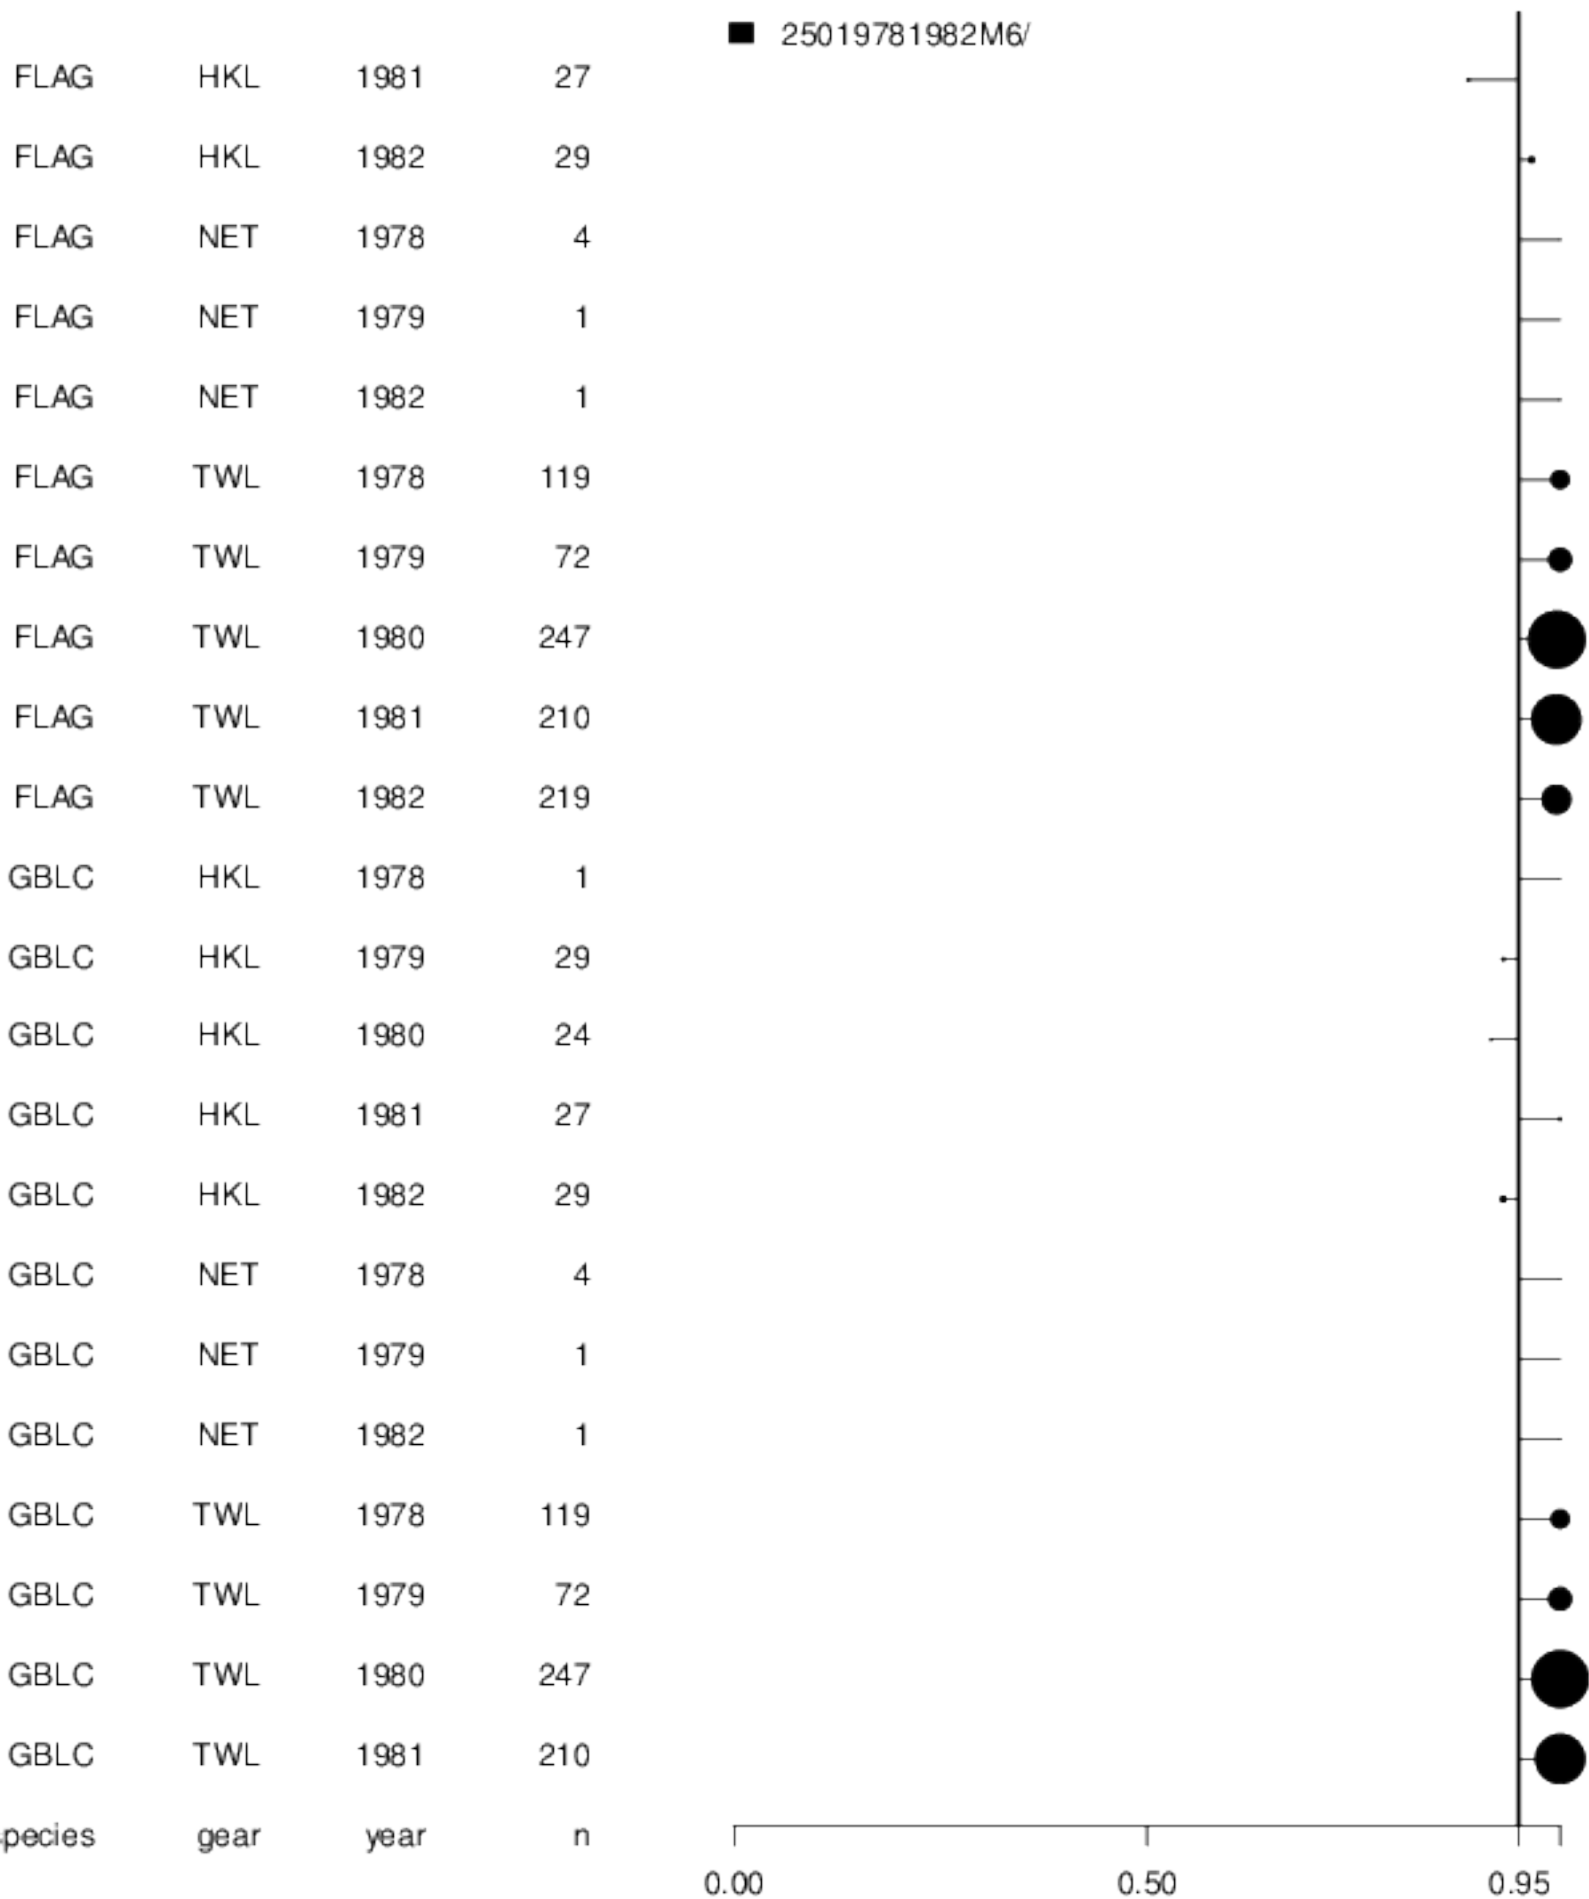 25019781982M6/
FLAG HKL 1981 27
FLAG HKL 1982 29
FLAG NET 1978 4
FLAG NET 1979 1
FLAG NET 1982 1
FLAG TWL 1978 119
FLAG TWL 1979 72
FLAG TWL 1980 247
FLAG TWL 1981 210
FLAG TWL 1982 219
GBLC HKL 1978 1
GBLC HKL 1979 29
GBLC HKL 1980 24
GBLC HKL 1981 27
GBLC HKL 1982 29
GBLC NET 1978 4
GBLC NET 1979 1
GBLC NET 1982 1
GBLC TWL 1978 119
GBLC TWL 1979 72
GBLC TWL 1980 247
GBLC TWL 1981 210
pecies gear year n
0.00 0.50 0.95